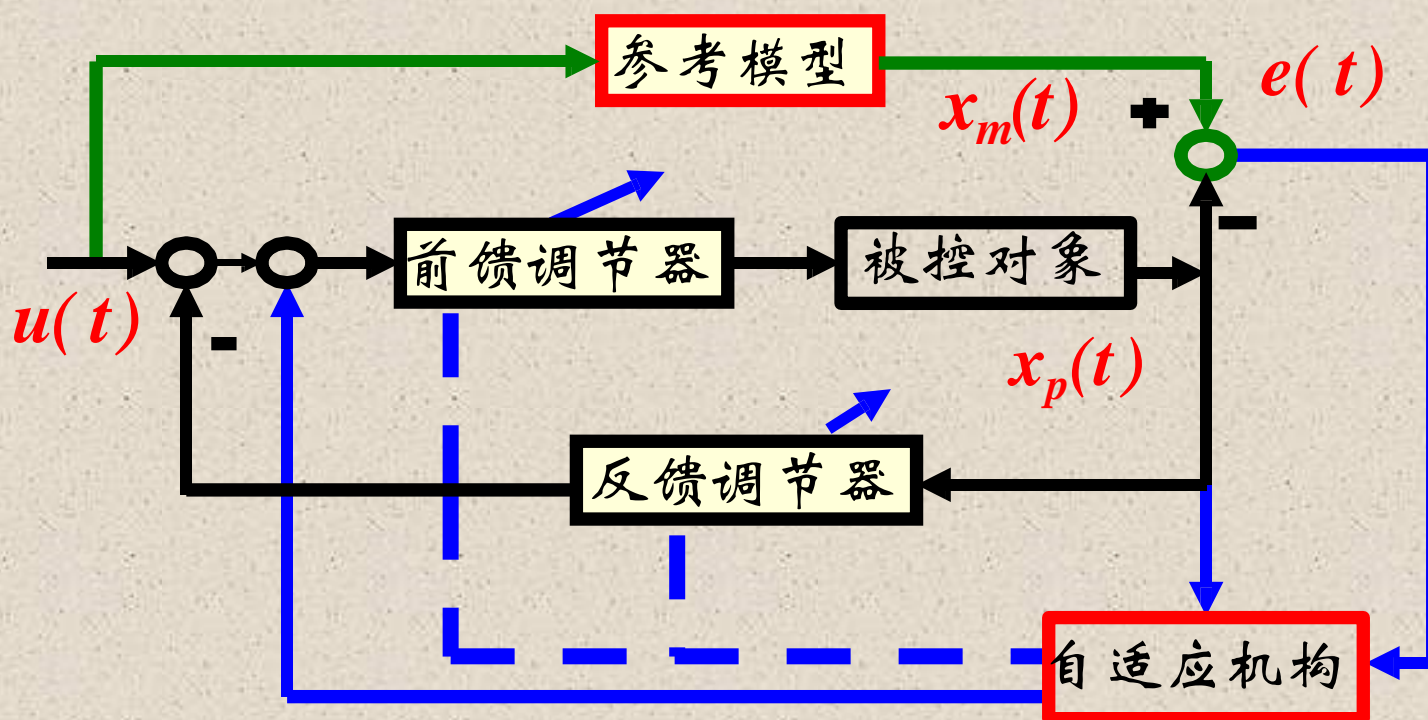 参考模型
e( t )
x_m(t)
+
前馈调节器
被控对象
-
u( t )
-
x_p(t )
反馈调节器
自适应机构